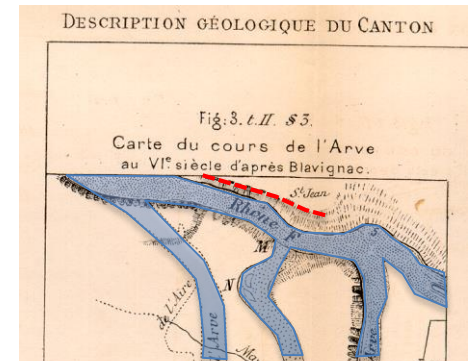 DESCRIPTION GÉOLOGIQUE DU CANTON
Fig: 3. t. II. § 3.
Carte du cours de l'Arve
au VIe siècle d'après Blavignac.
St Jean
Rhône F
M
N
de l'Aire
Arve
Arve